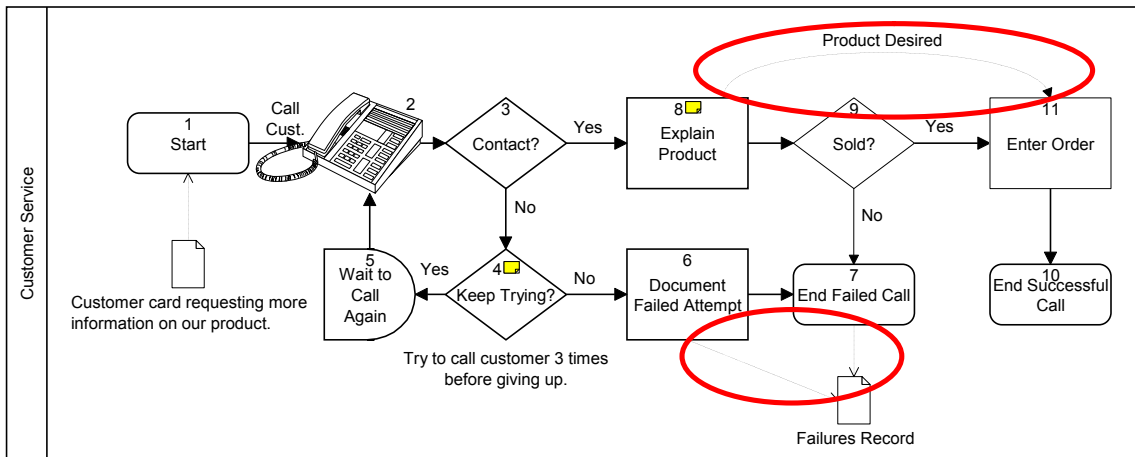 Customer Service
1
Start
Customer card requesting more
information on our product.
Call
Cust.
2
3
Contact?
Yes
No
4
Keep Trying?
Yes
No
Try to call customer 3 times
before giving up.
5
Wait to
Call
Again
6
Document
Failed Attempt
7
End Failed Call
Failures Record
8
Explain
Product
Product Desired
9
Sold?
Yes
No
11
Enter Order
10
End Successful
Call